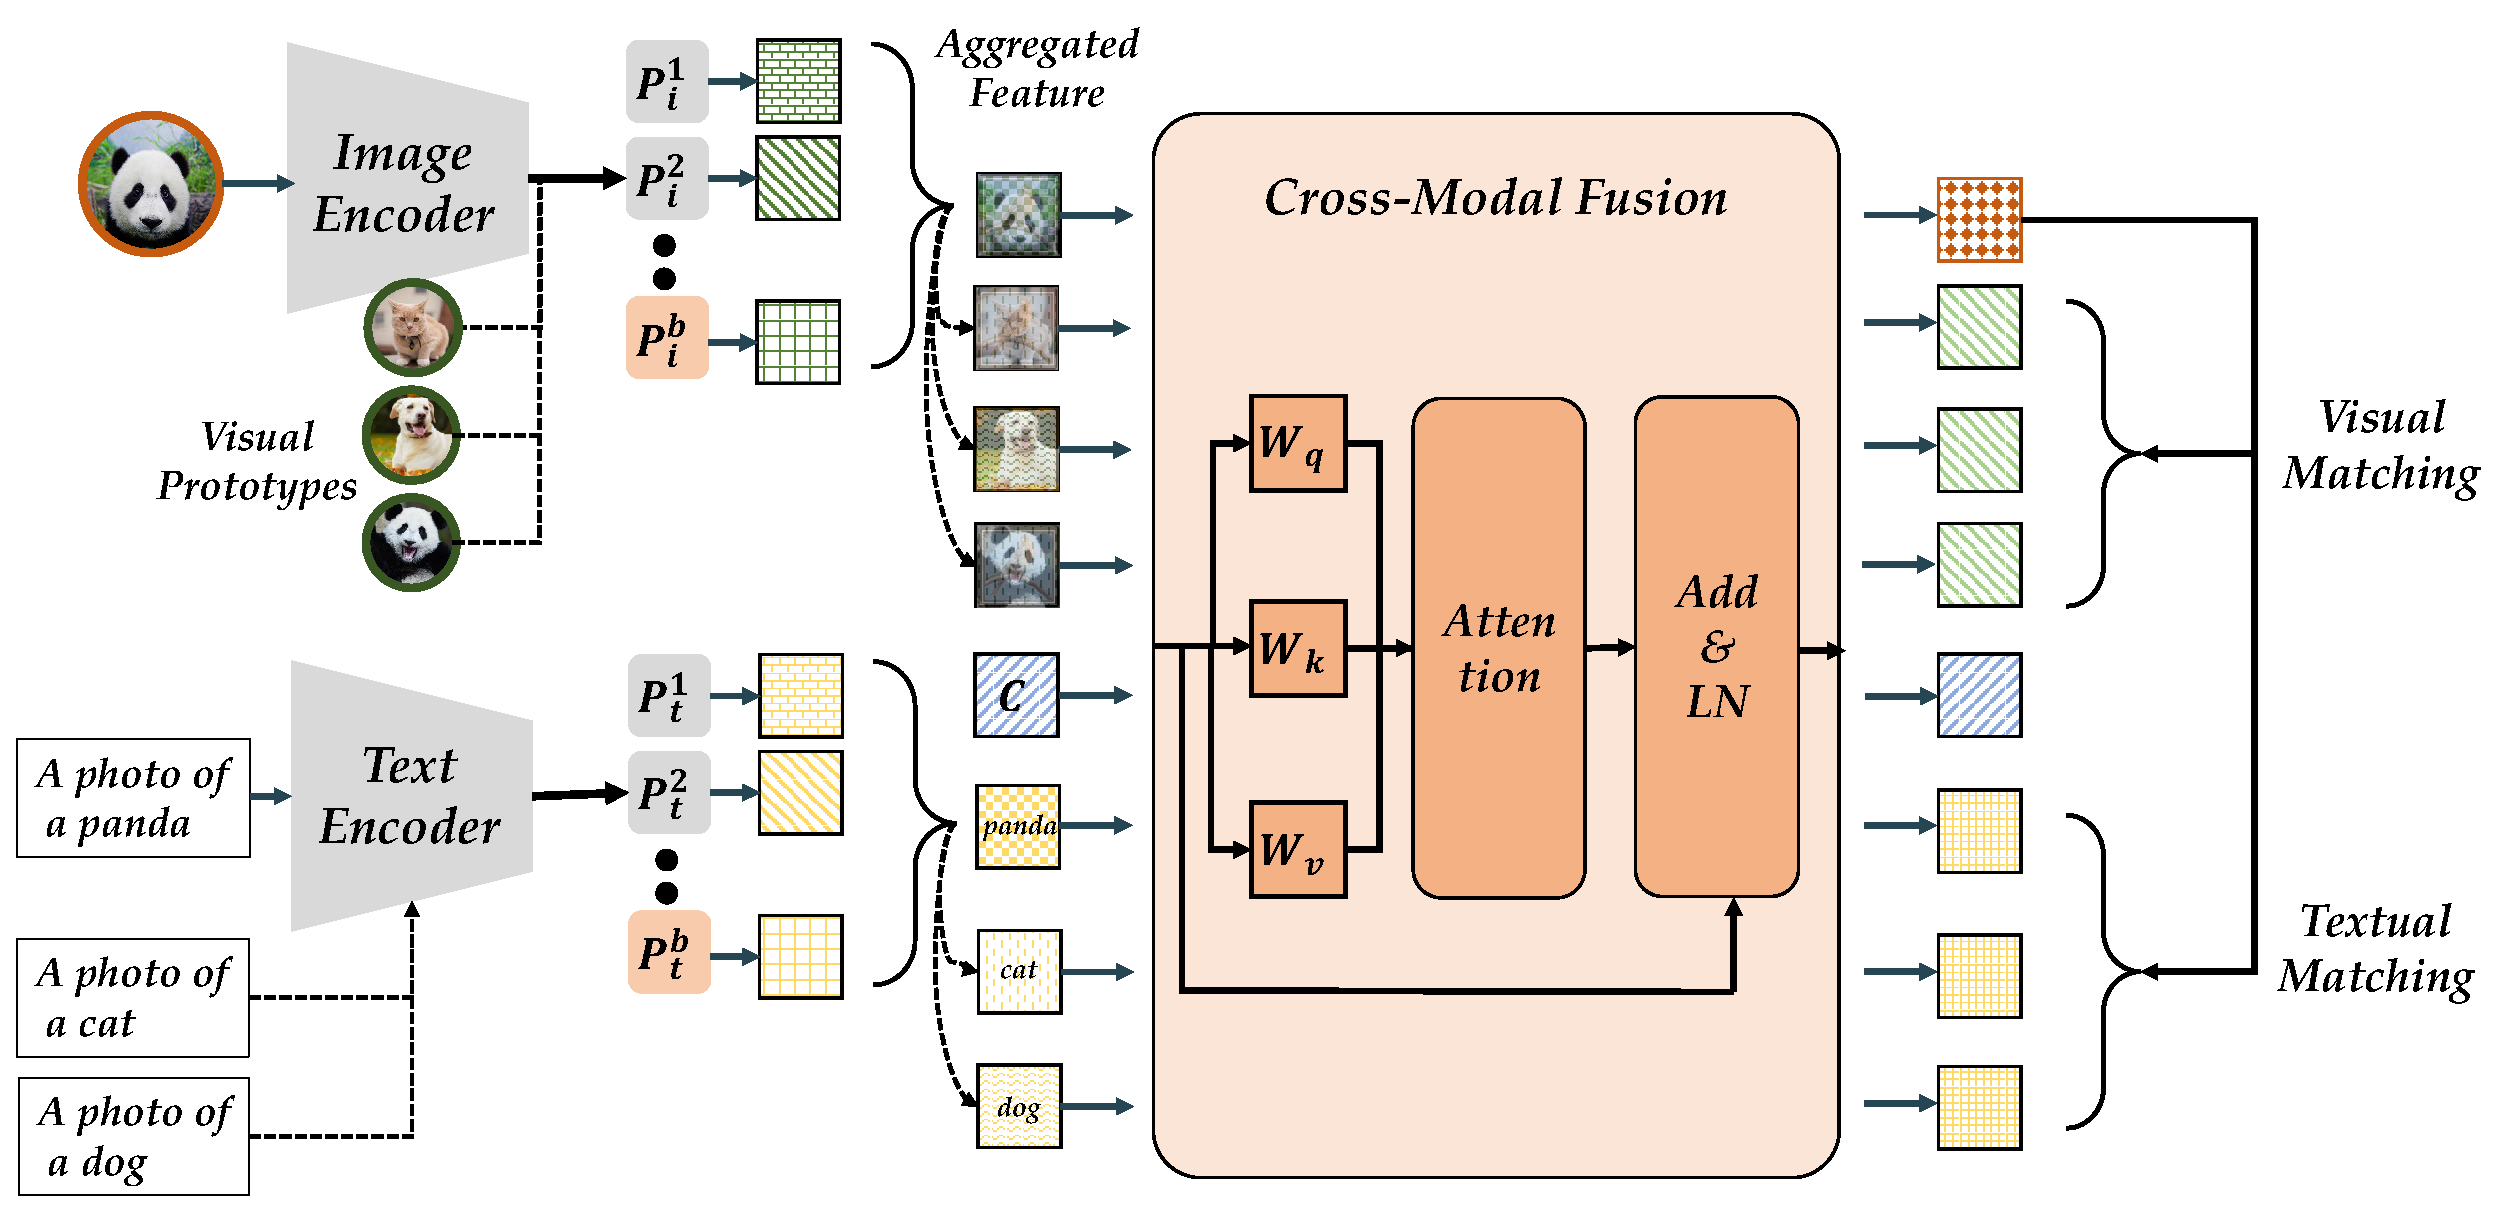 Image
Encoder
Visual
Prototypes
P_i^1
P_i^2
P_i^b
Aggregated
Feature
A photo of
a panda
A photo of
a cat
A photo of
a dog
Text
Encoder
P_t^1
P_t^2
P_t^b
C
panda
cat
dog
Cross-Modal Fusion
W_q
W_k
W_v
Atten
tion
Add
&
LN
Visual
Matching
Textual
Matching